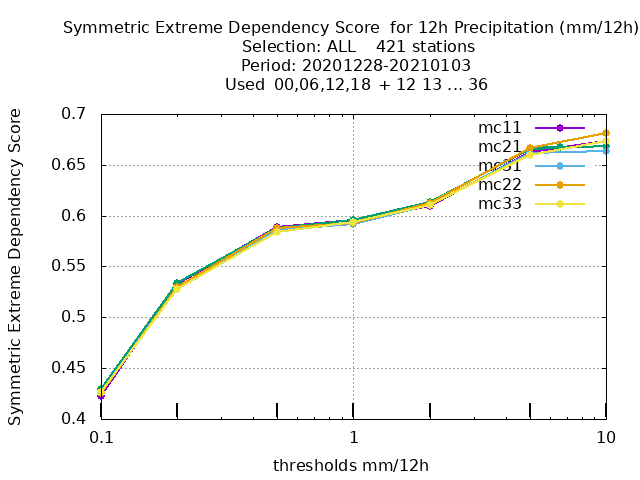 Symmetric Extreme Dependency Score  for 12h Precipitation (mm/12h)
Selection: ALL    421 stations
Period: 20201228-20210103
Used  00,06,12,18  + 12 13 ... 36
Symmetric Extreme Dependency Score
0.7
0.65
0.6
0.55
0.5
0.45
0.4
mc11
mc21
mc31
mc22
mc33
0.1
1
10
thresholds mm/12h